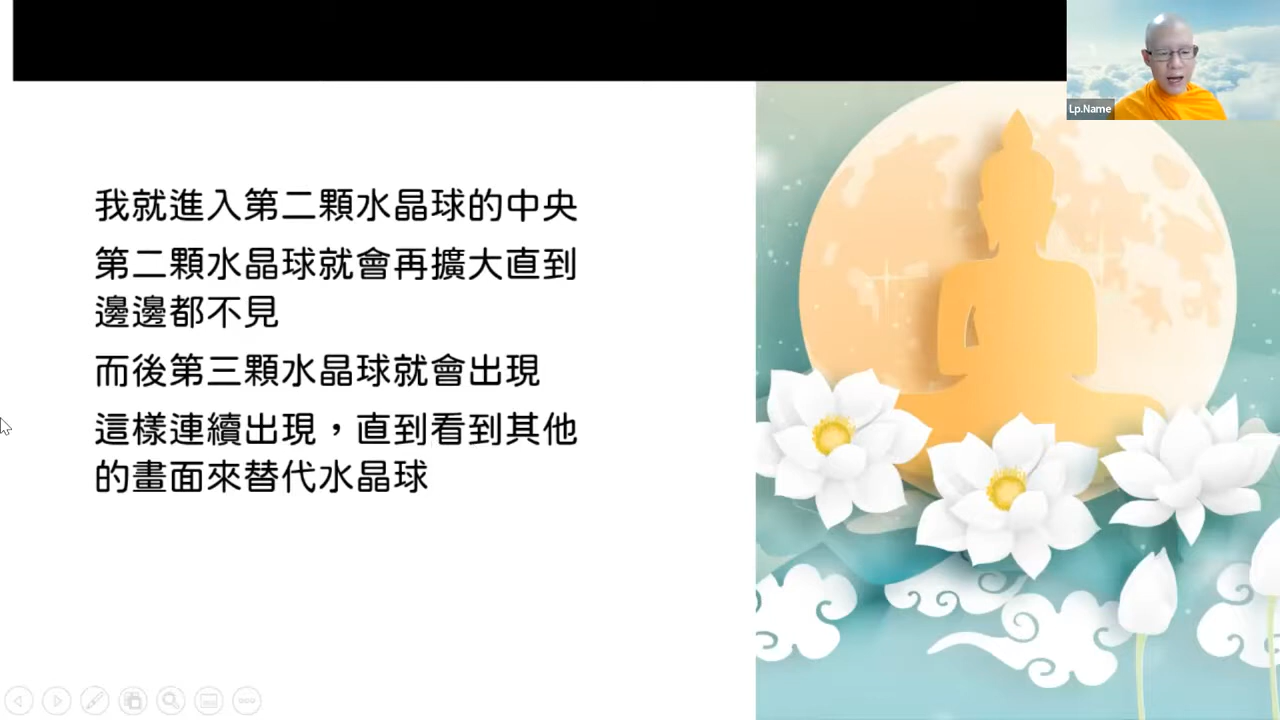 Lp.Name
我就進入第二顆水晶球的中央
第二顆水晶球就會再擴大直到
邊邊都不見
而後第三顆水晶球就會出現
這樣連續出現，直到看到其他
的畫面來替代水晶球